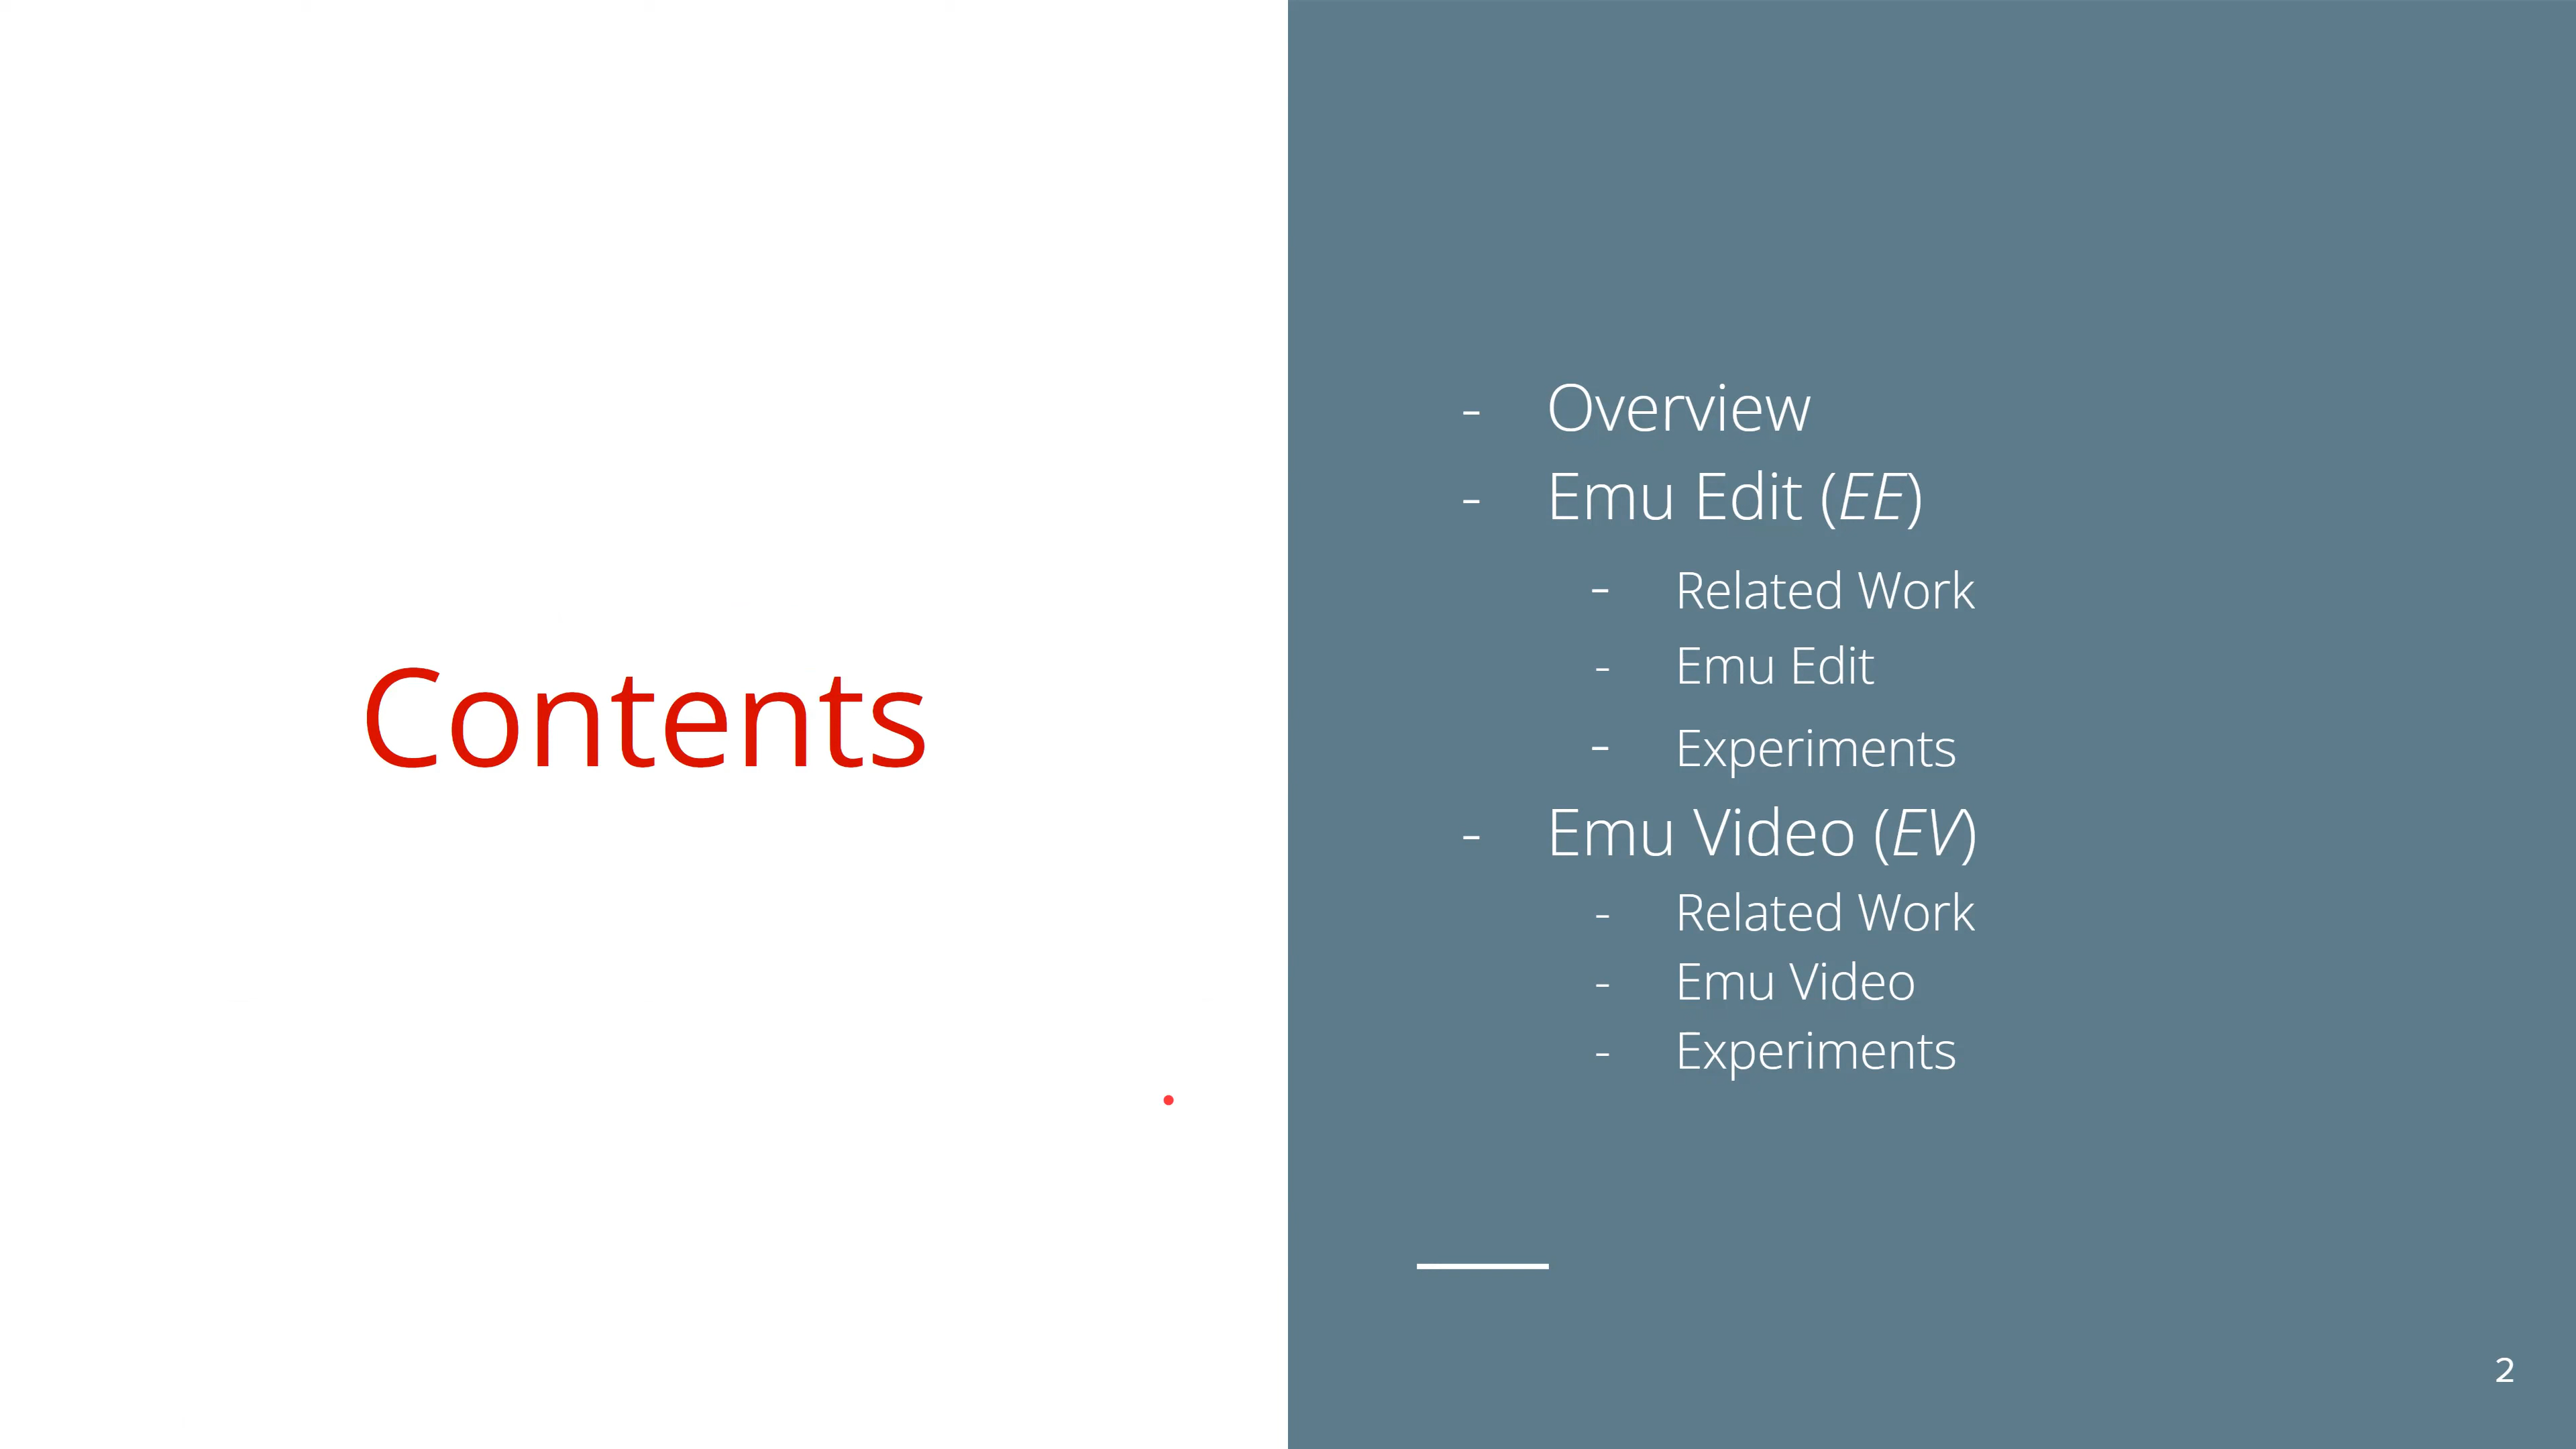 Contents
- Overview
- Emu Edit (EE)
- Related Work
- Emu Edit
- Experiments
- Emu Video (EV)
- Related Work
- Emu Video
- Experiments
2